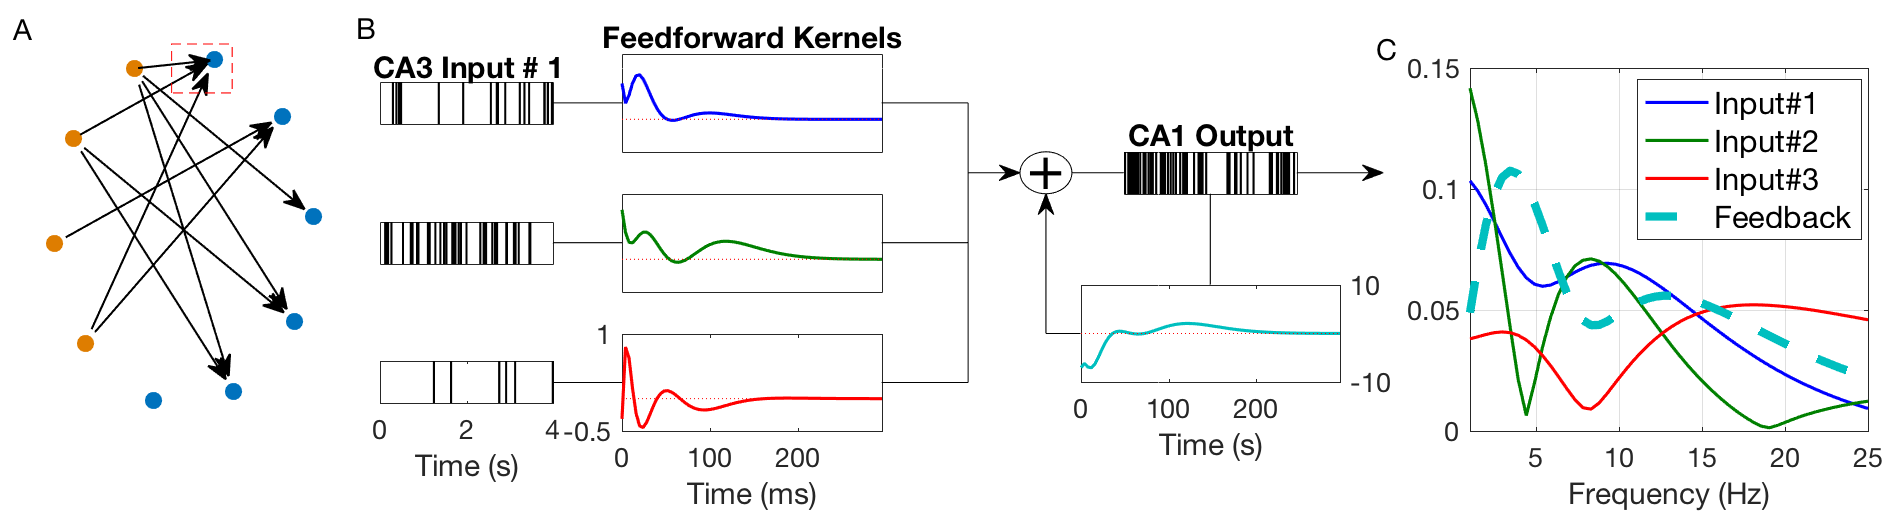 A
B
C
Feedforward Kernels
CA3 Input # 1
CA1 Output
+
1
-0.5
0 2 4
Time (s)
0 100 200
Time (ms)
10
-10
0 100 200
Time (s)
0.15
0.1
0.05
0
Input#1
Input#2
Input#3
Feedback
5 10 15 20 25
Frequency (Hz)